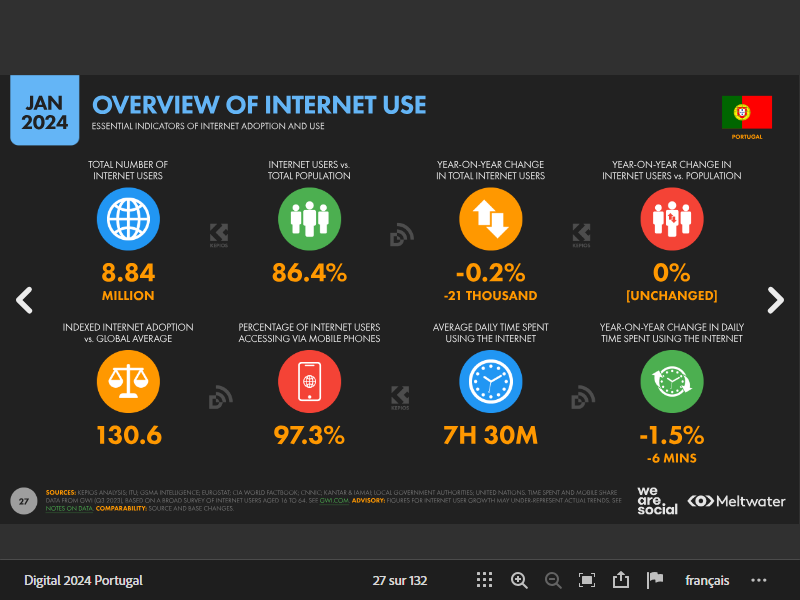 JAN
2024
OVERVIEW OF INTERNET USE
ESSENTIAL INDICATORS OF INTERNET ADOPTION AND USE
PORTUGAL
TOTAL NUMBER OF
INTERNET USERS
8.84
MILLION
INTERNET USERS vs.
TOTAL POPULATION
86.4%
YEAR-ON-YEAR CHANGE
IN TOTAL INTERNET USERS
-0.2%
-21 THOUSAND
YEAR-ON-YEAR CHANGE IN
INTERNET USERS vs. POPULATION
0%
[UNCHANGED]
KEPIOS
KEPIOS
INDEXED INTERNET ADOPTION
vs. GLOBAL AVERAGE
130.6
PERCENTAGE OF INTERNET USERS
ACCESSING VIA MOBILE PHONES
97.3%
AVERAGE DAILY TIME SPENT
USING THE INTERNET
7H 30M
YEAR-ON-YEAR CHANGE IN DAILY
TIME SPENT USING THE INTERNET
-1.5%
-6 MINS
KEPIOS
27
SOURCES: KEPIOS ANALYSIS; ITU; GSMA INTELLIGENCE; EUROSTAT; CIA WORLD FACTBOOK; CNNIC; KANTAR & IAMAI; LOCAL GOVERNMENT AUTHORITIES; UNITED NATIONS. TIME SPENT AND MOBILE SHARE
DATA FROM GWI (Q3 2023), BASED ON A BROAD SURVEY OF INTERNET USERS AGED 16 TO 64. SEE GWI.COM. ADVISORY: FIGURES FOR INTERNET USER GROWTH MAY UNDER-REPRESENT ACTUAL TRENDS. SEE
NOTES ON DATA. COMPARABILITY: SOURCE AND BASE CHANGES.
we
are.
social
Meltwater
Digital 2024 Portugal
27 sur 132
français